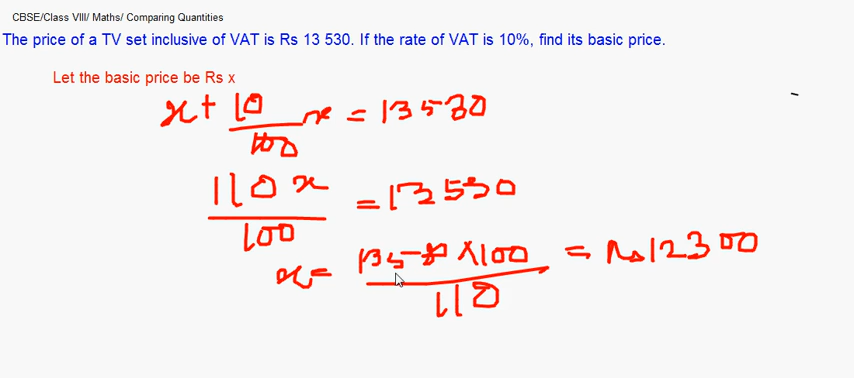 CBSE/Class VIII/ Maths/ Comparing Quantities
The price of a TV set inclusive of VAT is Rs 13 530. If the rate of VAT is 10%, find its basic price.
Let the basic price be Rs x
x + 10/100 x = 13530
110x/100 = 13530
x = 13530 × 100/110 = Rs 12300